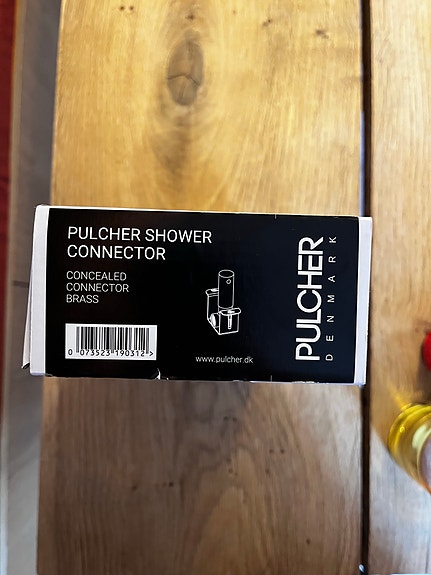 PULCHER SHOWER
CONNECTOR
CONCEALED
CONNECTOR
BRASS
0 073523 190312 >
www.pulcher.dk
PULCHER
DENMARK